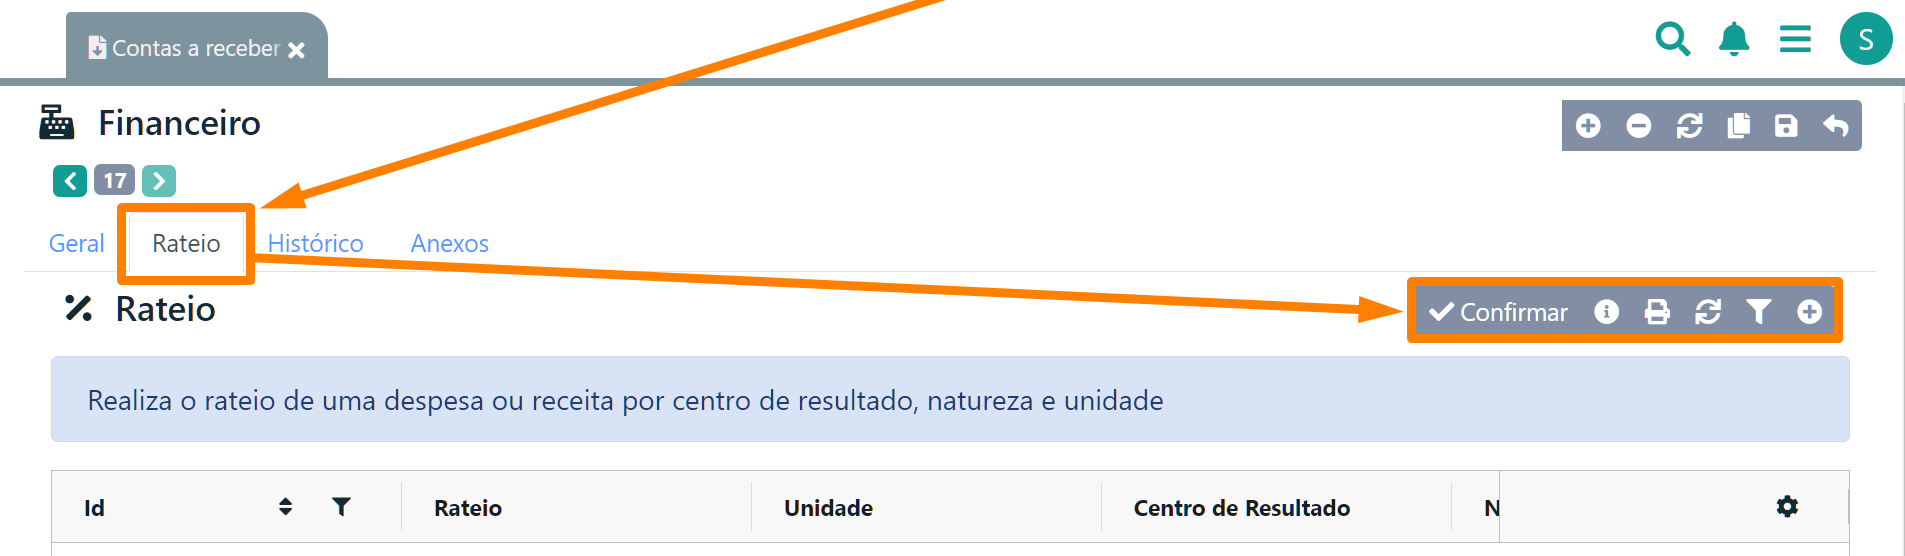 Contas a receber
S
Financeiro
17
Geral Rateio Histórico Anexos
Rateio
Confirmar
Realiza o rateio de uma despesa ou receita por centro de resultado, natureza e unidade
Id Rateio Unidade Centro de Resultado N